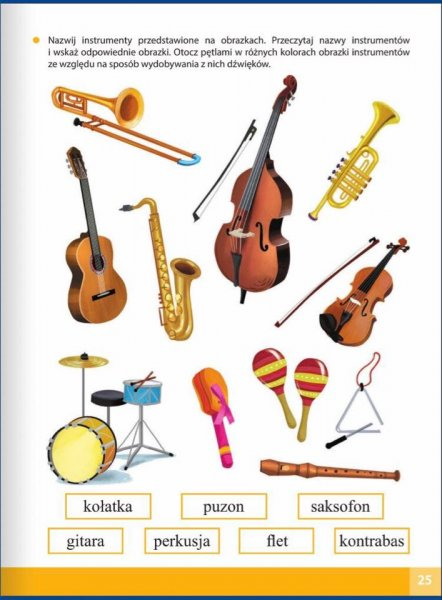 Nazwij instrumenty przedstawione na obrazkach. Przeczytaj nazwy instrumentów
i wskaż odpowiednie obrazki. Otocz pętlami w różnych kolorach obrazki instrumentów
ze względu na sposób wydobywania z nich dźwięków.
kołatka puzon saksofon
gitara perkusja flet kontrabas
25